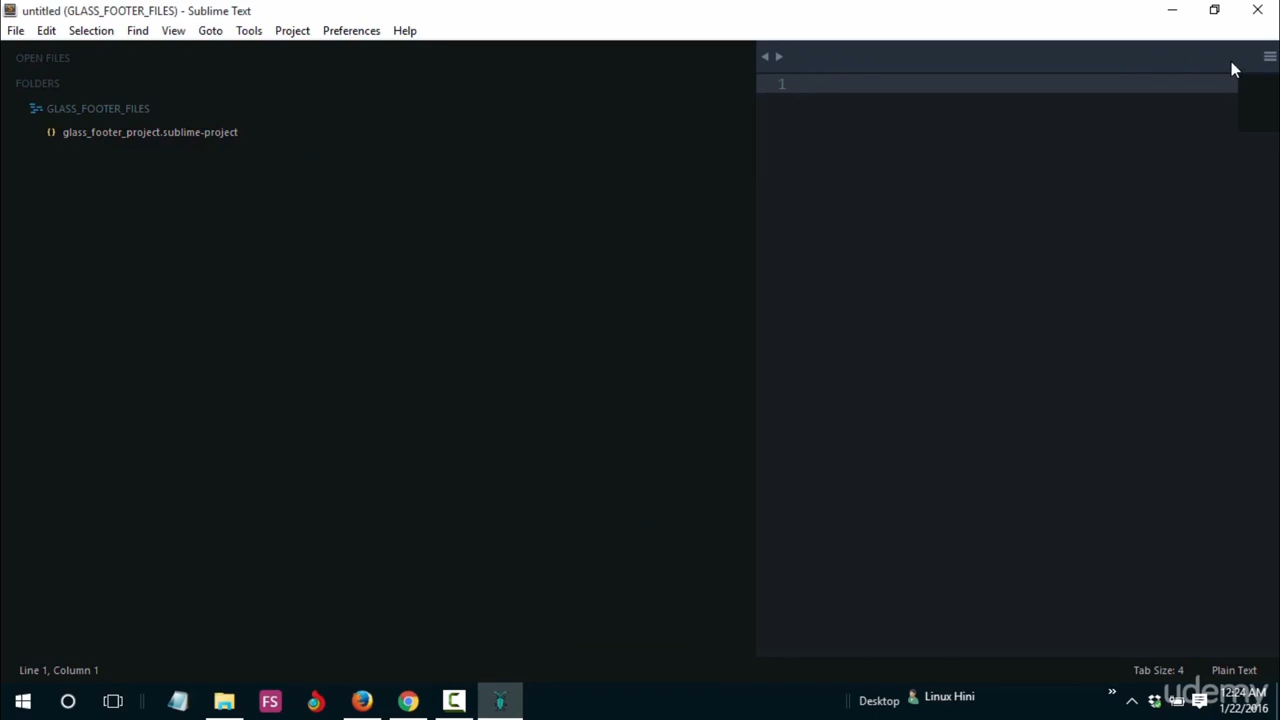 untitled (GLASS_FOOTER_FILES) - Sublime Text
File Edit Selection Find View Goto Tools Project Preferences Help
OPEN FILES
FOLDERS
GLASS_FOOTER_FILES
{} glass_footer_project.sublime-project
1
Line 1, Column 1
Tab Size: 4
Plain Text
FS
C
Desktop
Linux Hini
12:24 AM
1/22/2016
udemy